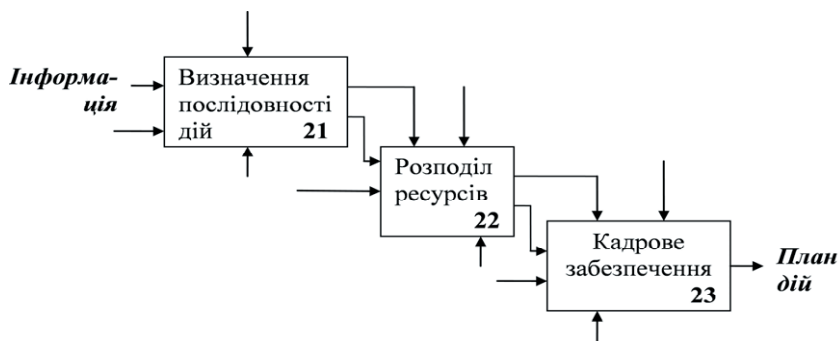 Інформа-
ція
Визначення
послідовності
дій 21
Розподіл
ресурсів
22
Кадрове
забезпечення
23
План
дій